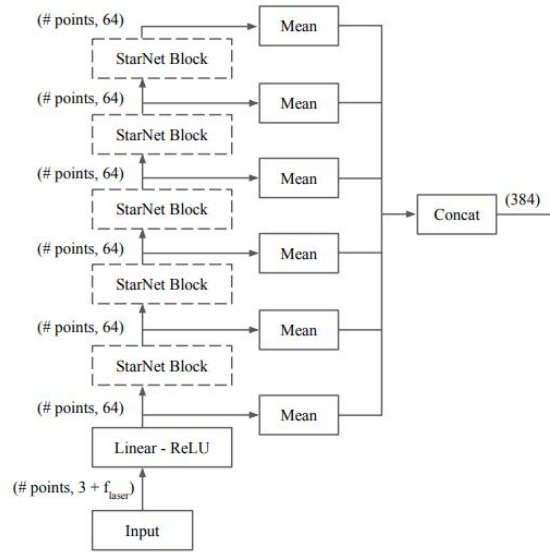 (# points, 64)
Mean
StarNet Block
(# points, 64)
Mean
StarNet Block
(# points, 64)
Mean
StarNet Block
(384)
Concat
(# points, 64)
Mean
StarNet Block
(# points, 64)
Mean
StarNet Block
(# points, 64)
Mean
Linear - ReLU
(# points, 3 + f_laser)
Input